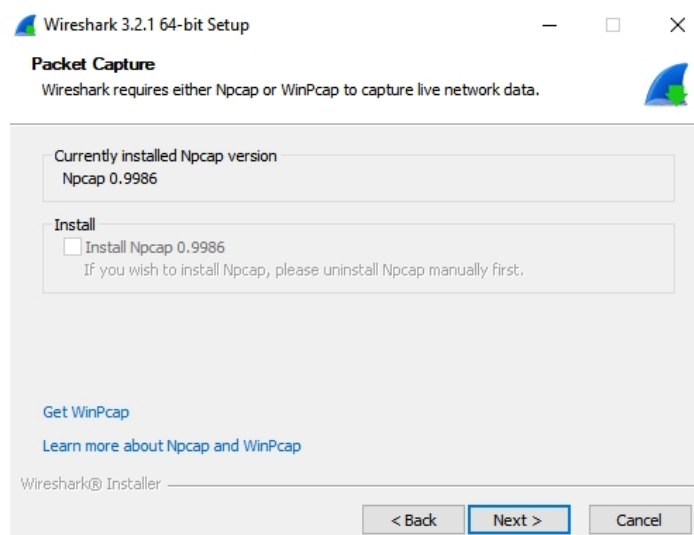 Wireshark 3.2.1 64-bit Setup
Packet Capture
Wireshark requires either Npcap or WinPcap to capture live network data.
Currently installed Npcap version
Npcap 0.9986
Install
Install Npcap 0.9986
If you wish to install Npcap, please uninstall Npcap manually first.
Get WinPcap
Learn more about Npcap and WinPcap
Wireshark® Installer
< Back Next > Cancel